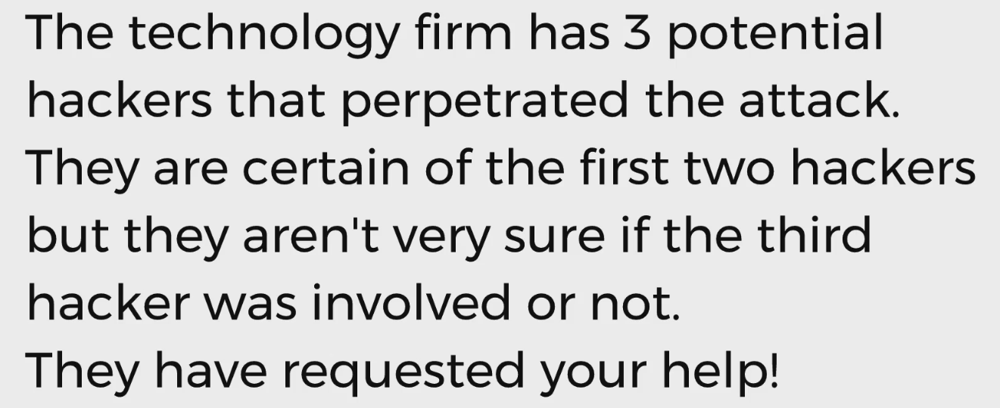 The technology firm has 3 potential
hackers that perpetrated the attack.
They are certain of the first two hackers
but they aren't very sure if the third
hacker was involved or not.
They have requested your help!